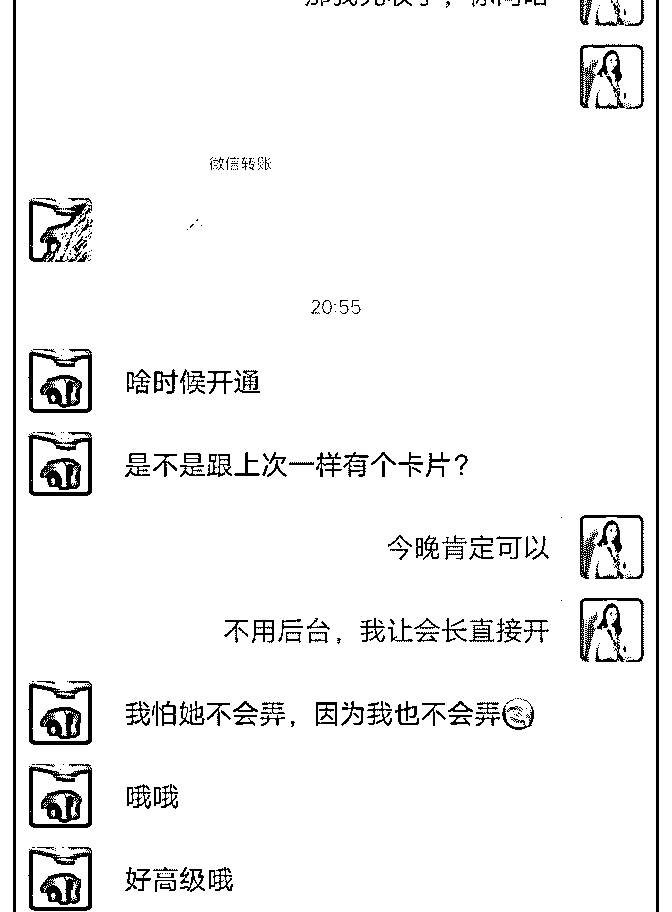 微信转账
20:55
啥时候开通
是不是跟上次一样有个卡片？
今晚肯定可以
不用后台，我让会长直接开
我怕她不会弄，因为我也不会弄
哦哦
好高级哦